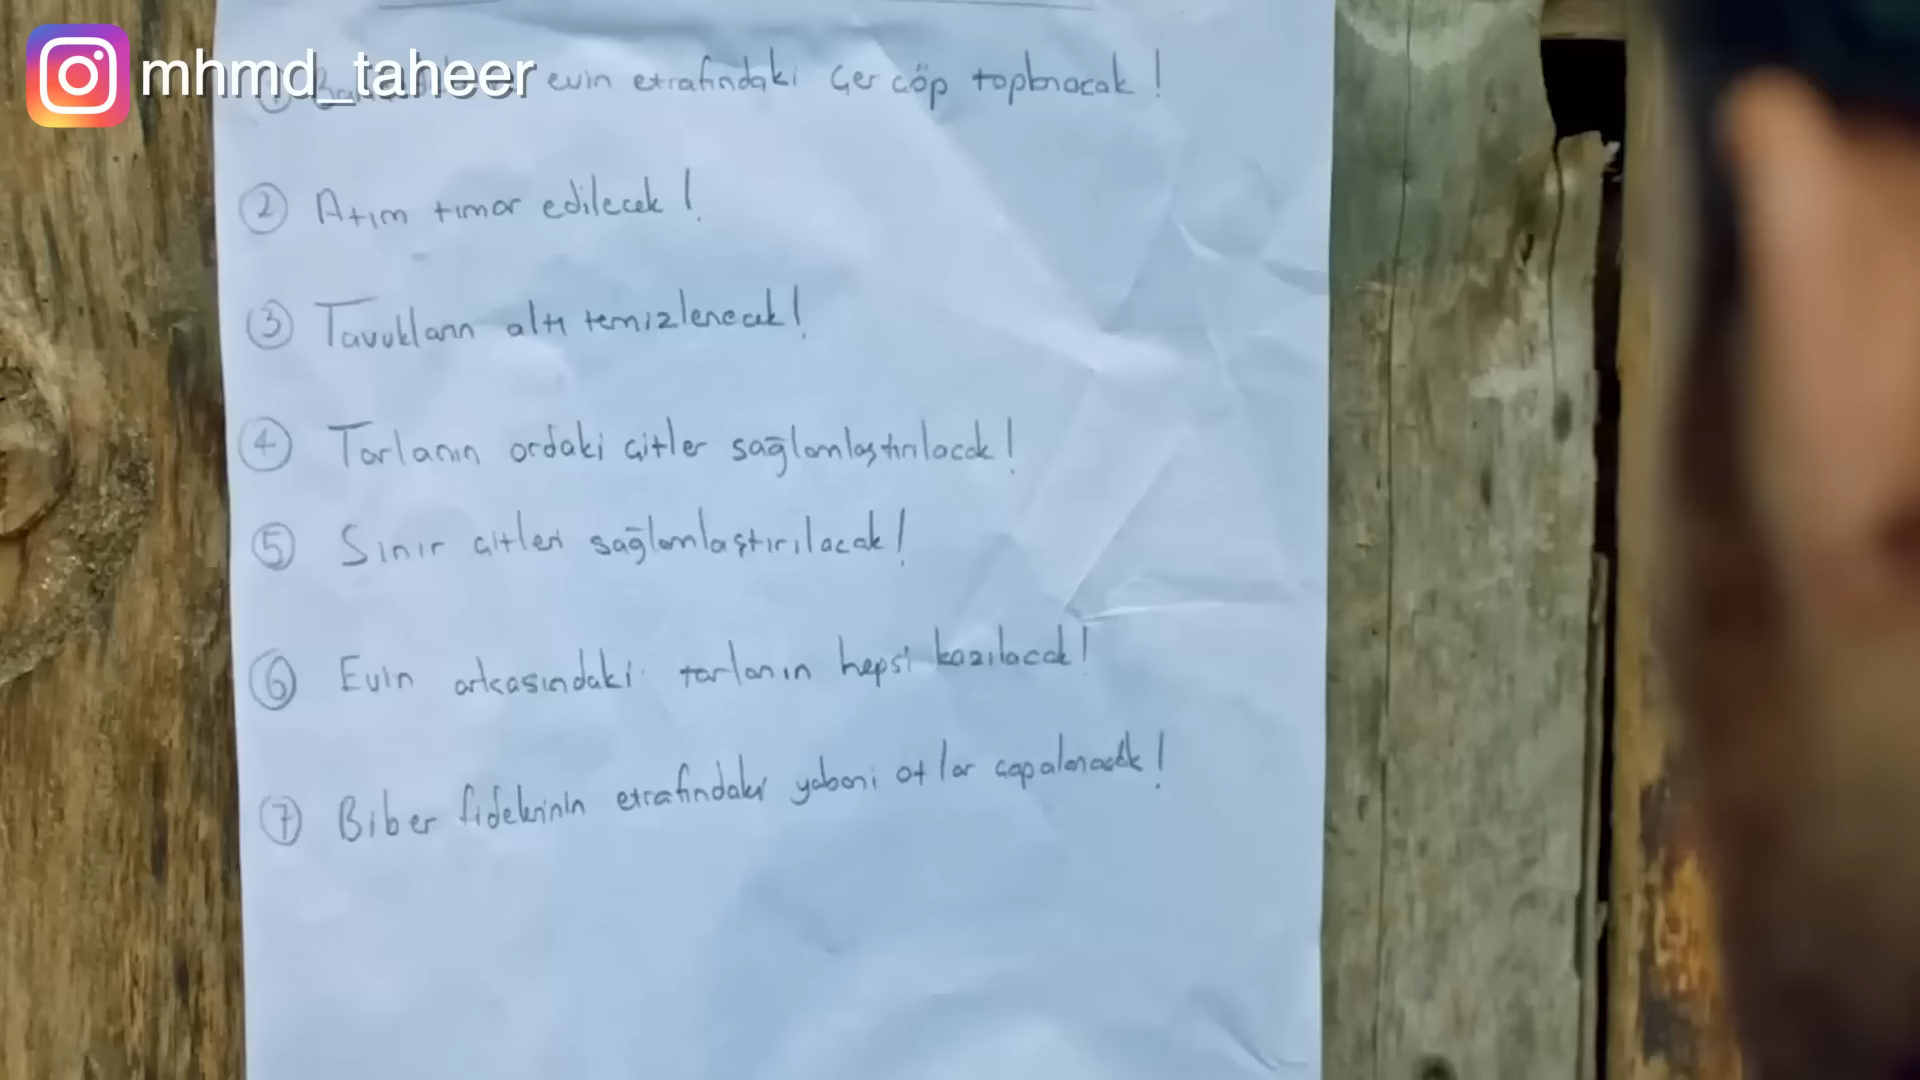 mhmd_taheer
① evin etrafındaki çer çöp toplanacak!
② Atım tımar edilecek!
③ Tavukların altı temizlenecek!
④ Tarlanın ordaki çitler sağlamlaştırılacak!
⑤ Sınır çitleri sağlamlaştırılacak!
⑥ Evin arkasındaki tarlanın hepsi kazılacak!
⑦ Biber fidelerinin etrafındaki yabani otlar çapalanacak!